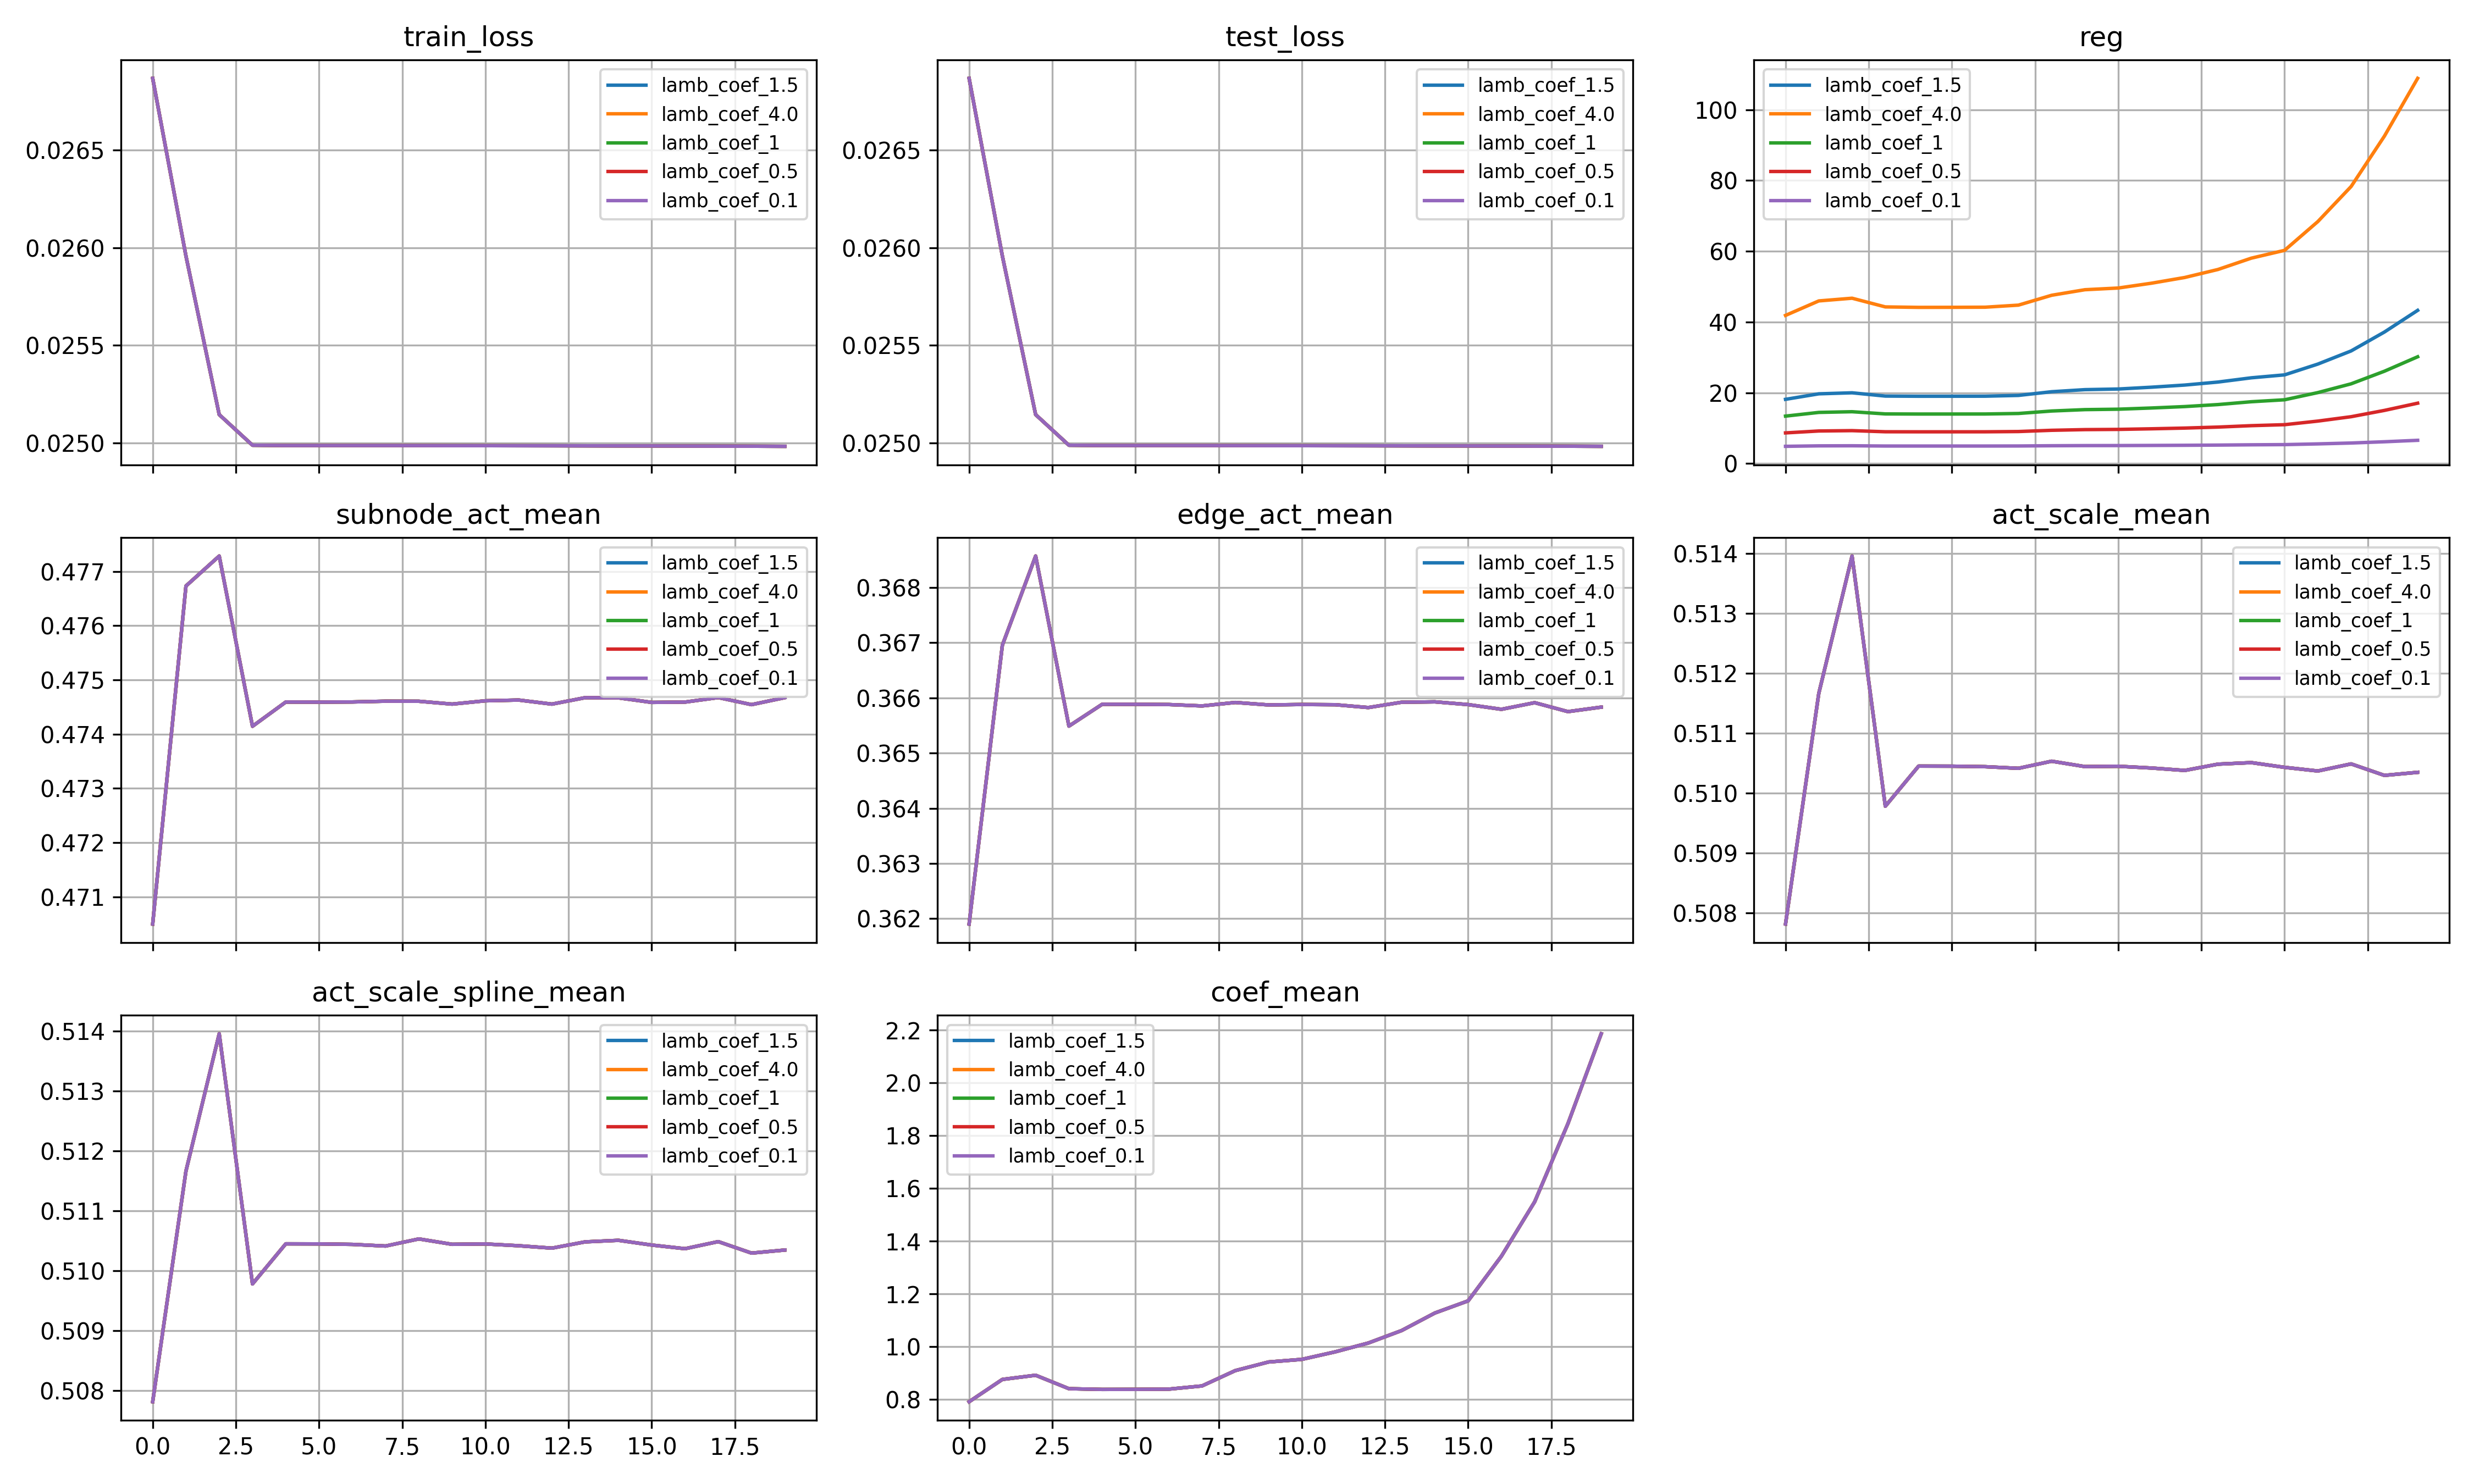 train_loss
0.0265
0.0260
0.0255
0.0250
lamb_coef_1.5
lamb_coef_4.0
lamb_coef_1
lamb_coef_0.5
lamb_coef_0.1
test_loss
0.0265
0.0260
0.0255
0.0250
lamb_coef_1.5
lamb_coef_4.0
lamb_coef_1
lamb_coef_0.5
lamb_coef_0.1
reg
100
80
60
40
20
0
lamb_coef_1.5
lamb_coef_4.0
lamb_coef_1
lamb_coef_0.5
lamb_coef_0.1
subnode_act_mean
0.477
0.476
0.475
0.474
0.473
0.472
0.471
lamb_coef_1.5
lamb_coef_4.0
lamb_coef_1
lamb_coef_0.5
lamb_coef_0.1
edge_act_mean
0.368
0.367
0.366
0.365
0.364
0.363
0.362
lamb_coef_1.5
lamb_coef_4.0
lamb_coef_1
lamb_coef_0.5
lamb_coef_0.1
act_scale_mean
0.514
0.513
0.512
0.511
0.510
0.509
0.508
lamb_coef_1.5
lamb_coef_4.0
lamb_coef_1
lamb_coef_0.5
lamb_coef_0.1
act_scale_spline_mean
0.514
0.513
0.512
0.511
0.510
0.509
0.508
lamb_coef_1.5
lamb_coef_4.0
lamb_coef_1
lamb_coef_0.5
lamb_coef_0.1
0.0 2.5 5.0 7.5 10.0 12.5 15.0 17.5
coef_mean
2.2
2.0
1.8
1.6
1.4
1.2
1.0
0.8
lamb_coef_1.5
lamb_coef_4.0
lamb_coef_1
lamb_coef_0.5
lamb_coef_0.1
0.0 2.5 5.0 7.5 10.0 12.5 15.0 17.5